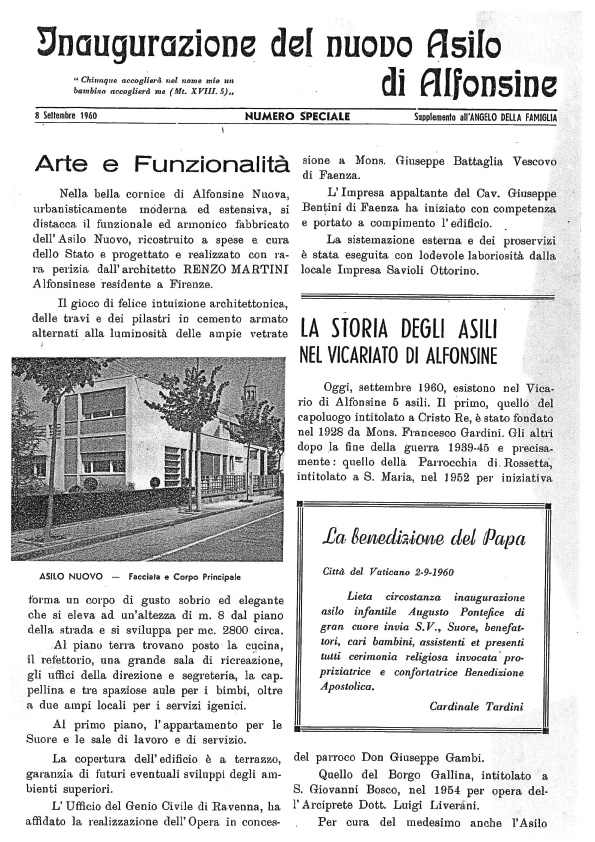 Inaugurazione del nuovo Asilo
di Alfonsine
“ Chiunque accoglierà nel nome mio un
bambino accoglierà me (Mt. XVIII. 5)„
8 Settembre 1960
NUMERO SPECIALE
Supplemento all'ANGELO DELLA FAMIGLIA
Arte e Funzionalità
Nella bella cornice di Alfonsine Nuova,
urbanisticamente moderna ed estensiva, si
distacca il funzionale ed armonico fabbricato
dell'Asilo Nuovo, ricostruito a spese e cura
dello Stato e progettato e realizzato con ra-
ra perizia dall'architetto RENZO MARTINI
Alfonsinese residente a Firenze.
Il gioco di felice intuizione architettonica,
delle travi e dei pilastri in cemento armato
alternati alla luminosità delle ampie vetrate
ASILO NUOVO — Facciata e Corpo Principale
forma un corpo di gusto sobrio ed elegante
che si eleva ad un'altezza di m. 8 dal piano
della strada e si sviluppa per mc. 2800 circa.
Al piano terra trovano posto la cucina,
il refettorio, una grande sala di ricreazione,
gli uffici della direzione e segreteria, la cap-
pellina e tre spaziose aule per i bimbi, oltre
a due ampi locali per i servizi igenici.
Al primo piano, l'appartamento per le
Suore e le sale di lavoro e di servizio.
La copertura dell'edificio è a terrazzo,
garanzia di futuri eventuali sviluppi degli am-
bienti superiori.
L'Ufficio del Genio Civile di Ravenna, ha
affidato la realizzazione dell'Opera in conces-
sione a Mons. Giuseppe Battaglia Vescovo
di Faenza.
L'Impresa appaltante del Cav. Giuseppe
Bentini di Faenza ha iniziato con competenza
e portato a compimento l'edificio.
La sistemazione esterna e dei proservizi
è stata eseguita con lodevole laboriosità dalla
locale Impresa Savioli Ottorino.
LA STORIA DEGLI ASILI
NEL VICARIATO DI ALFONSINE
Oggi, settembre 1960, esistono nel Vica-
rio di Alfonsine 5 asili. Il primo, quello del
capoluogo intitolato a Cristo Re, è stato fondato
nel 1928 da Mons. Francesco Gardini. Gli altri
dopo la fine della guerra 1939-45 e precisa-
mente: quello della Parrocchia di Rossetta,
intitolato a S. Maria, nel 1952 per iniziativa
La benedizione del Papa
Città del Vaticano 2-9-1960
Lieta circostanza inaugurazione
asilo infantile Augusto Pontefice di
gran cuore invia S.V., Suore, benefat-
tori, cari bambini, assistenti et presenti
tutti cerimonia religiosa invocata pro-
priziatrice e confortatrice Benedizione
Apostolica.
Cardinale Tardini
del parroco Don Giuseppe Gambi.
Quello del Borgo Gallina, intitolato a
S. Giovanni Bosco, nel 1954 per opera del-
l'Arciprete Dott. Luigi Liverani.
Per cura del medesimo anche l'Asilo